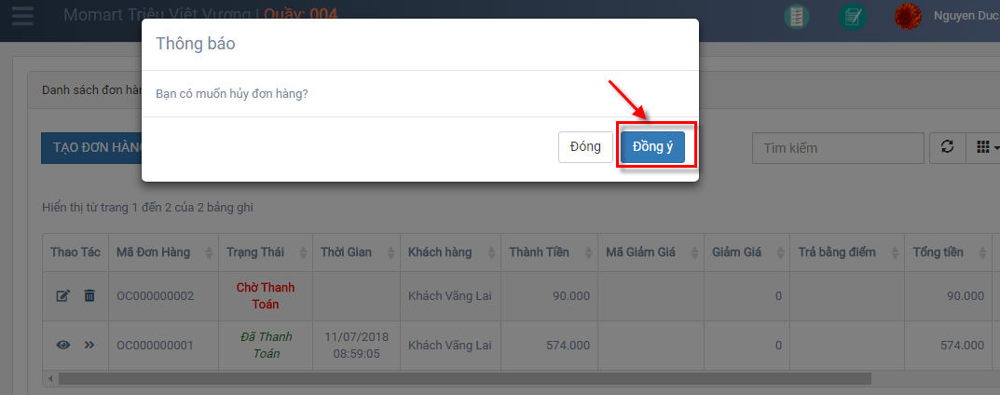 Momart Triệu Việt Vương | Quầy: 004
Nguyen Duc
Thông báo
Bạn có muốn hủy đơn hàng?
Đóng
Đồng ý
Danh sách đơn hàn
TẠO ĐƠN HÀNG
Tìm kiếm
Hiển thị từ trang 1 đến 2 của 2 bảng ghi
Thao Tác Mã Đơn Hàng Trạng Thái Thời Gian Khách hàng Thành Tiền Mã Giảm Giá Giảm Giá Trả bằng điểm Tổng tiền
OC000000002 Chờ Thanh Toán Khách Vãng Lai 90.000 0 90.000
OC000000001 Đã Thanh Toán 11/07/2018 08:59:05 Khách Vãng Lai 574.000 0 574.000